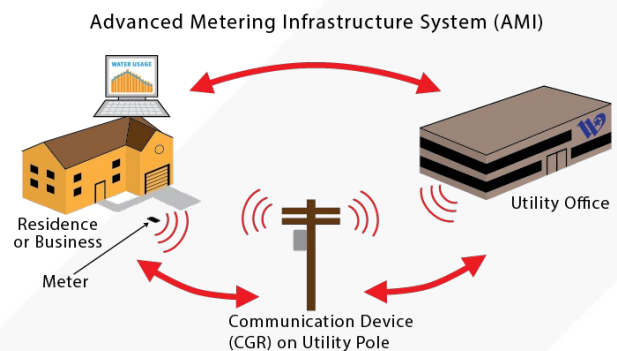 Advanced Metering Infrastructure System (AMI)
WATER USAGE
Residence
or Business
Meter
Utility Office
Communication Device
(CGR) on Utility Pole